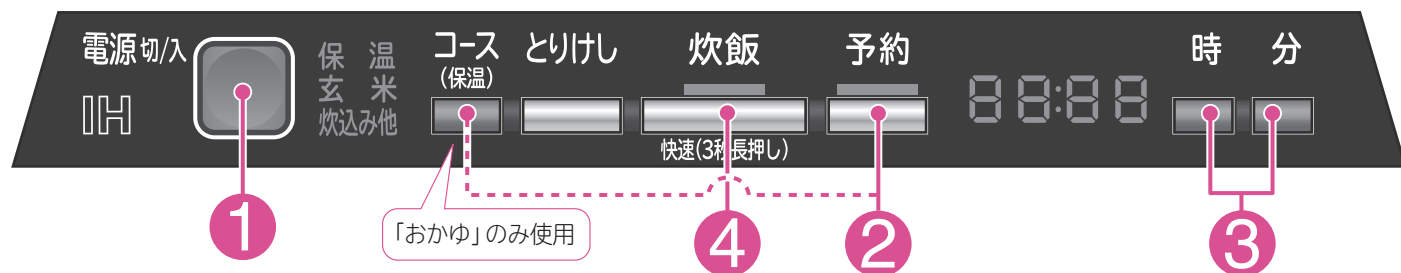 電源 切/入
IH
保 温
玄 米
炊込み他
コース
(保温)
とりけし
炊飯
快速(3秒長押し)
予約
88:88
時 分
「おかゆ」のみ使用
1
4
2
3